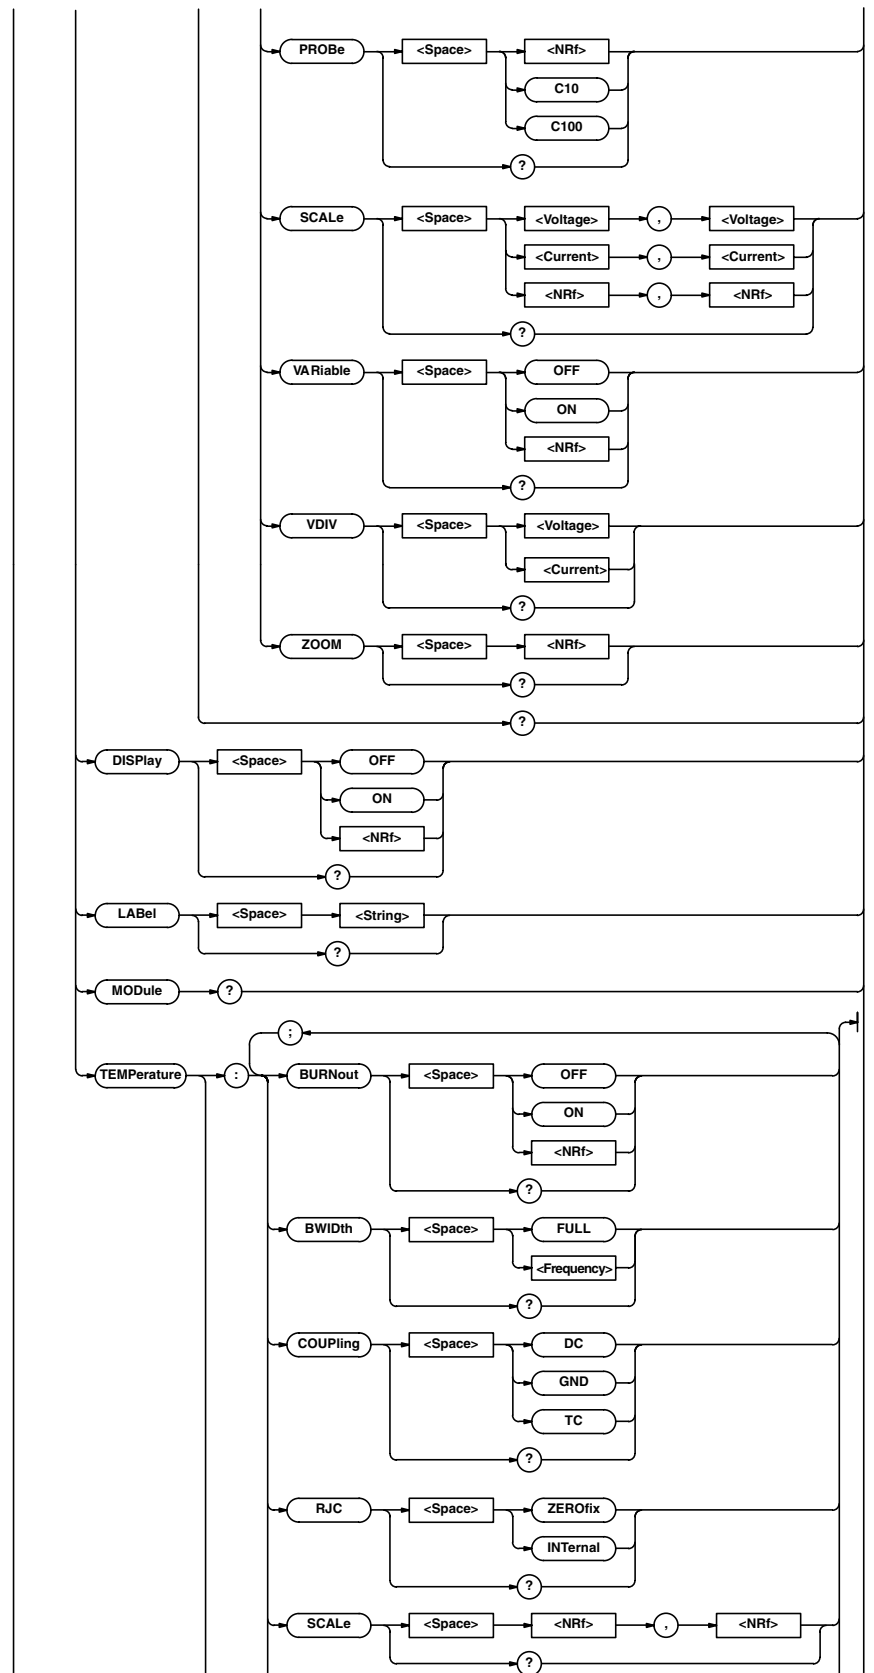 PROBe <Space> <NRf>
C10
C100
?
SCALe <Space> <Voltage> , <Voltage>
<Current> , <Current>
<NRf> , <NRf>
?
VARiable <Space> OFF
ON
<NRf>
?
VDIV <Space> <Voltage>
<Current>
?
ZOOM <Space> <NRf>
?
?
DISPlay <Space> OFF
ON
<NRf>
?
LABel <Space> <String>
?
MODule ?
;
TEMPerature : BURNout <Space> OFF
ON
<NRf>
?
BWIDth <Space> FULL
<Frequency>
?
COUPling <Space> DC
GND
TC
?
RJC <Space> ZEROfix
INTernal
?
SCALe <Space> <NRf> , <NRf>
?